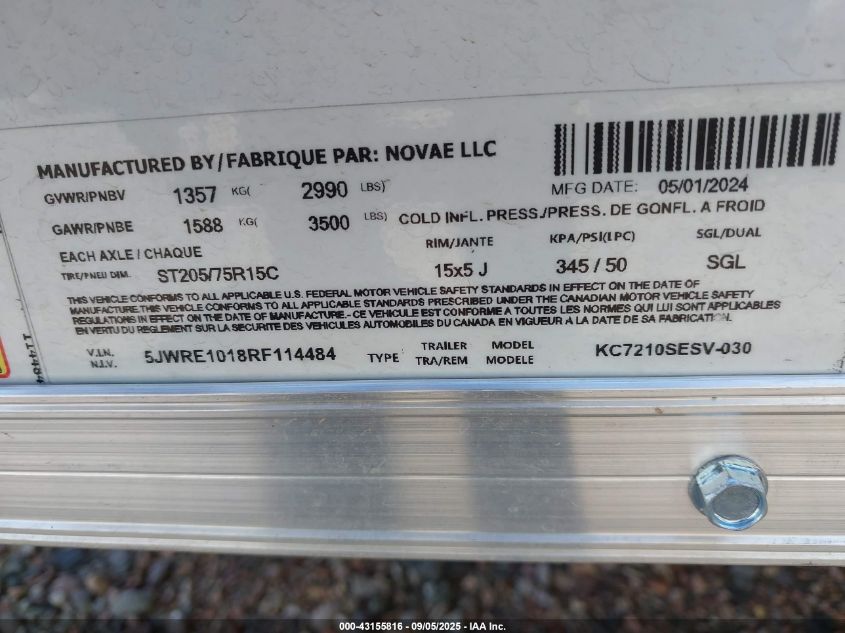 MANUFACTURED BY/FABRIQUE PAR: NOVAE LLC
GVWR/PNBV 1357 KG( 2990 LBS)
MFG DATE: 05/01/2024
GAWR/PNBE 1588 KG( 3500 LBS) COLD INFL. PRESS./PRESS. DE GONFL. A FROID
EACH AXLE / CHAQUE RIM/JANTE KPA/PSI(LPC) SGL/DUAL
TIRE/PNEU DIM. ST205/75R15C 15x5 J 345 / 50 SGL
THIS VEHICLE CONFORMS TO ALL APPLICABLE U.S. FEDERAL MOTOR VEHICLE SAFETY STANDARDS IN EFFECT ON THE DATE OF
MANUFACTURE.THIS VEHICLE CONFORMS TO ALL APPLICABLE STANDARDS PRESCRIBED UNDER THE CANADIAN MOTOR VEHICLE SAFETY
REGULATIONS IN EFFECT ON THE DATE OF MANUFACTURE.- CE VEHICULE EST CONFORME A TOUTES LES NORMES QUI LUI SONT APPLICABLES
EN VERTU DU REGLEMENT SUR LA SECURITE DES VEHICULES AUTOMOBILES DU CANADA EN VIGUEUR A LA DATE DE SA FABRICATION.
V.I.N. N.I.V. 5JWRE1018RF114484 TYPE TRAILER TRA/REM MODEL MODELE KC7210SESV-030
114484
000-43155816 - 09/05/2025 - IAA Inc.